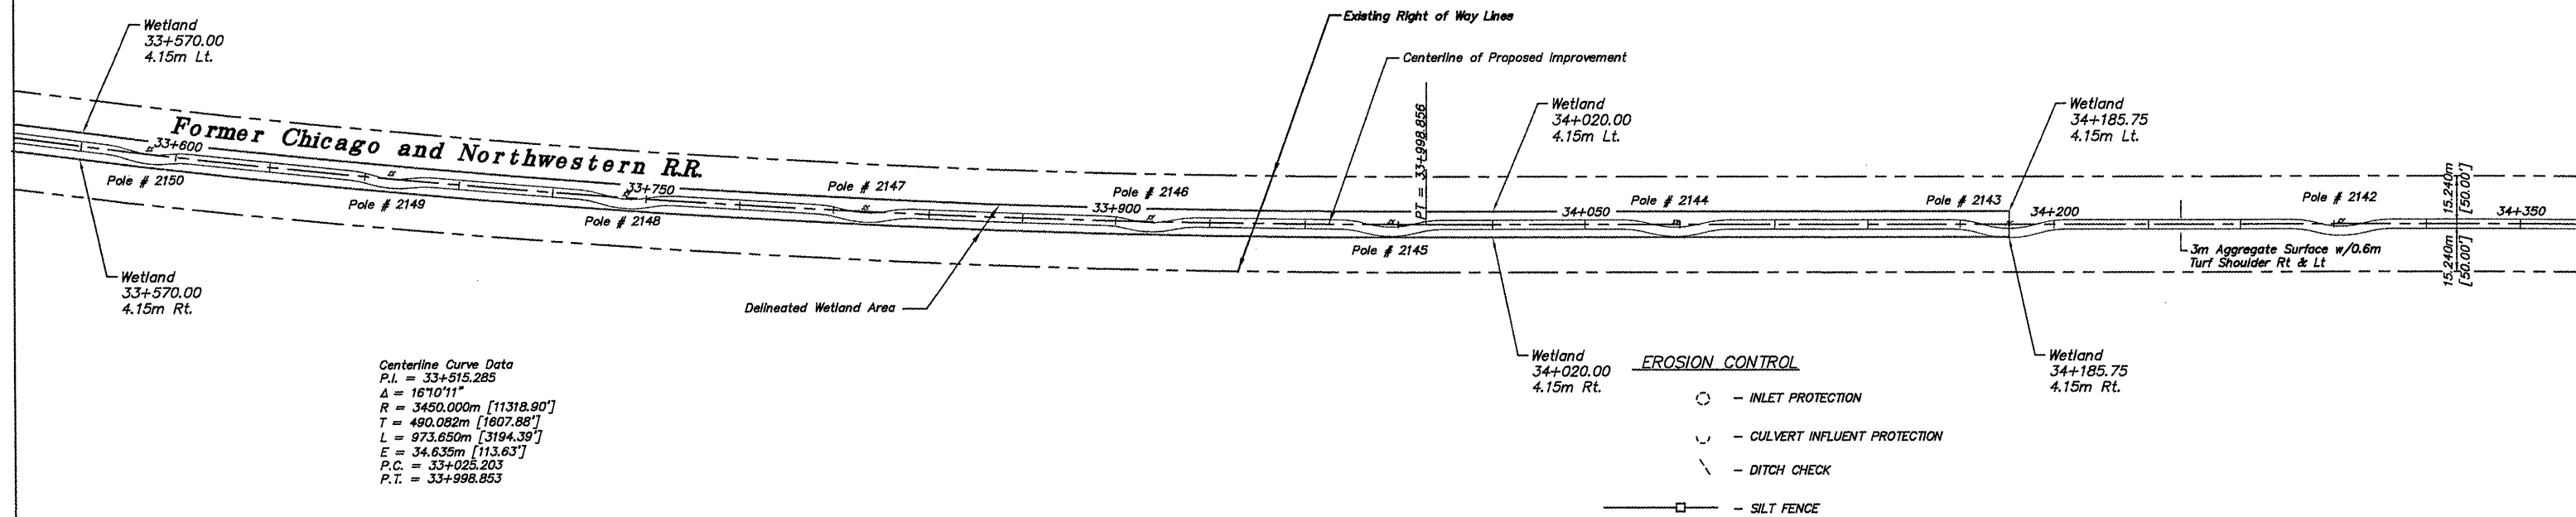 Wetland
33+570.00
4.15m Lt.
Existing Right of Way Lines
Centerline of Proposed Improvement
PT = 33+998.856
Wetland
34+020.00
4.15m Lt.
Wetland
34+185.75
4.15m Lt.
Former Chicago and Northwestern R.R.
33+600
33+750
33+900
34+050
34+200
34+350
Pole # 2150
Pole # 2149
Pole # 2148
Pole # 2147
Pole # 2146
Pole # 2145
Pole # 2144
Pole # 2143
Pole # 2142
15.240m
[50.00']
15.240m
[50.00']
3m Aggregate Surface w/0.6m
Turf Shoulder Rt & Lt
Wetland
33+570.00
4.15m Rt.
Delineated Wetland Area
Wetland
34+020.00
4.15m Rt.
Wetland
34+185.75
4.15m Rt.
Centerline Curve Data
P.I. = 33+515.285
Δ = 16°10'11"
R = 3450.000m [11318.90']
T = 490.082m [1607.88']
L = 973.650m [3194.39']
E = 34.635m [113.63']
P.C. = 33+025.203
P.T. = 33+998.853
EROSION CONTROL
- INLET PROTECTION
- CULVERT INFLUENT PROTECTION
- DITCH CHECK
- SILT FENCE